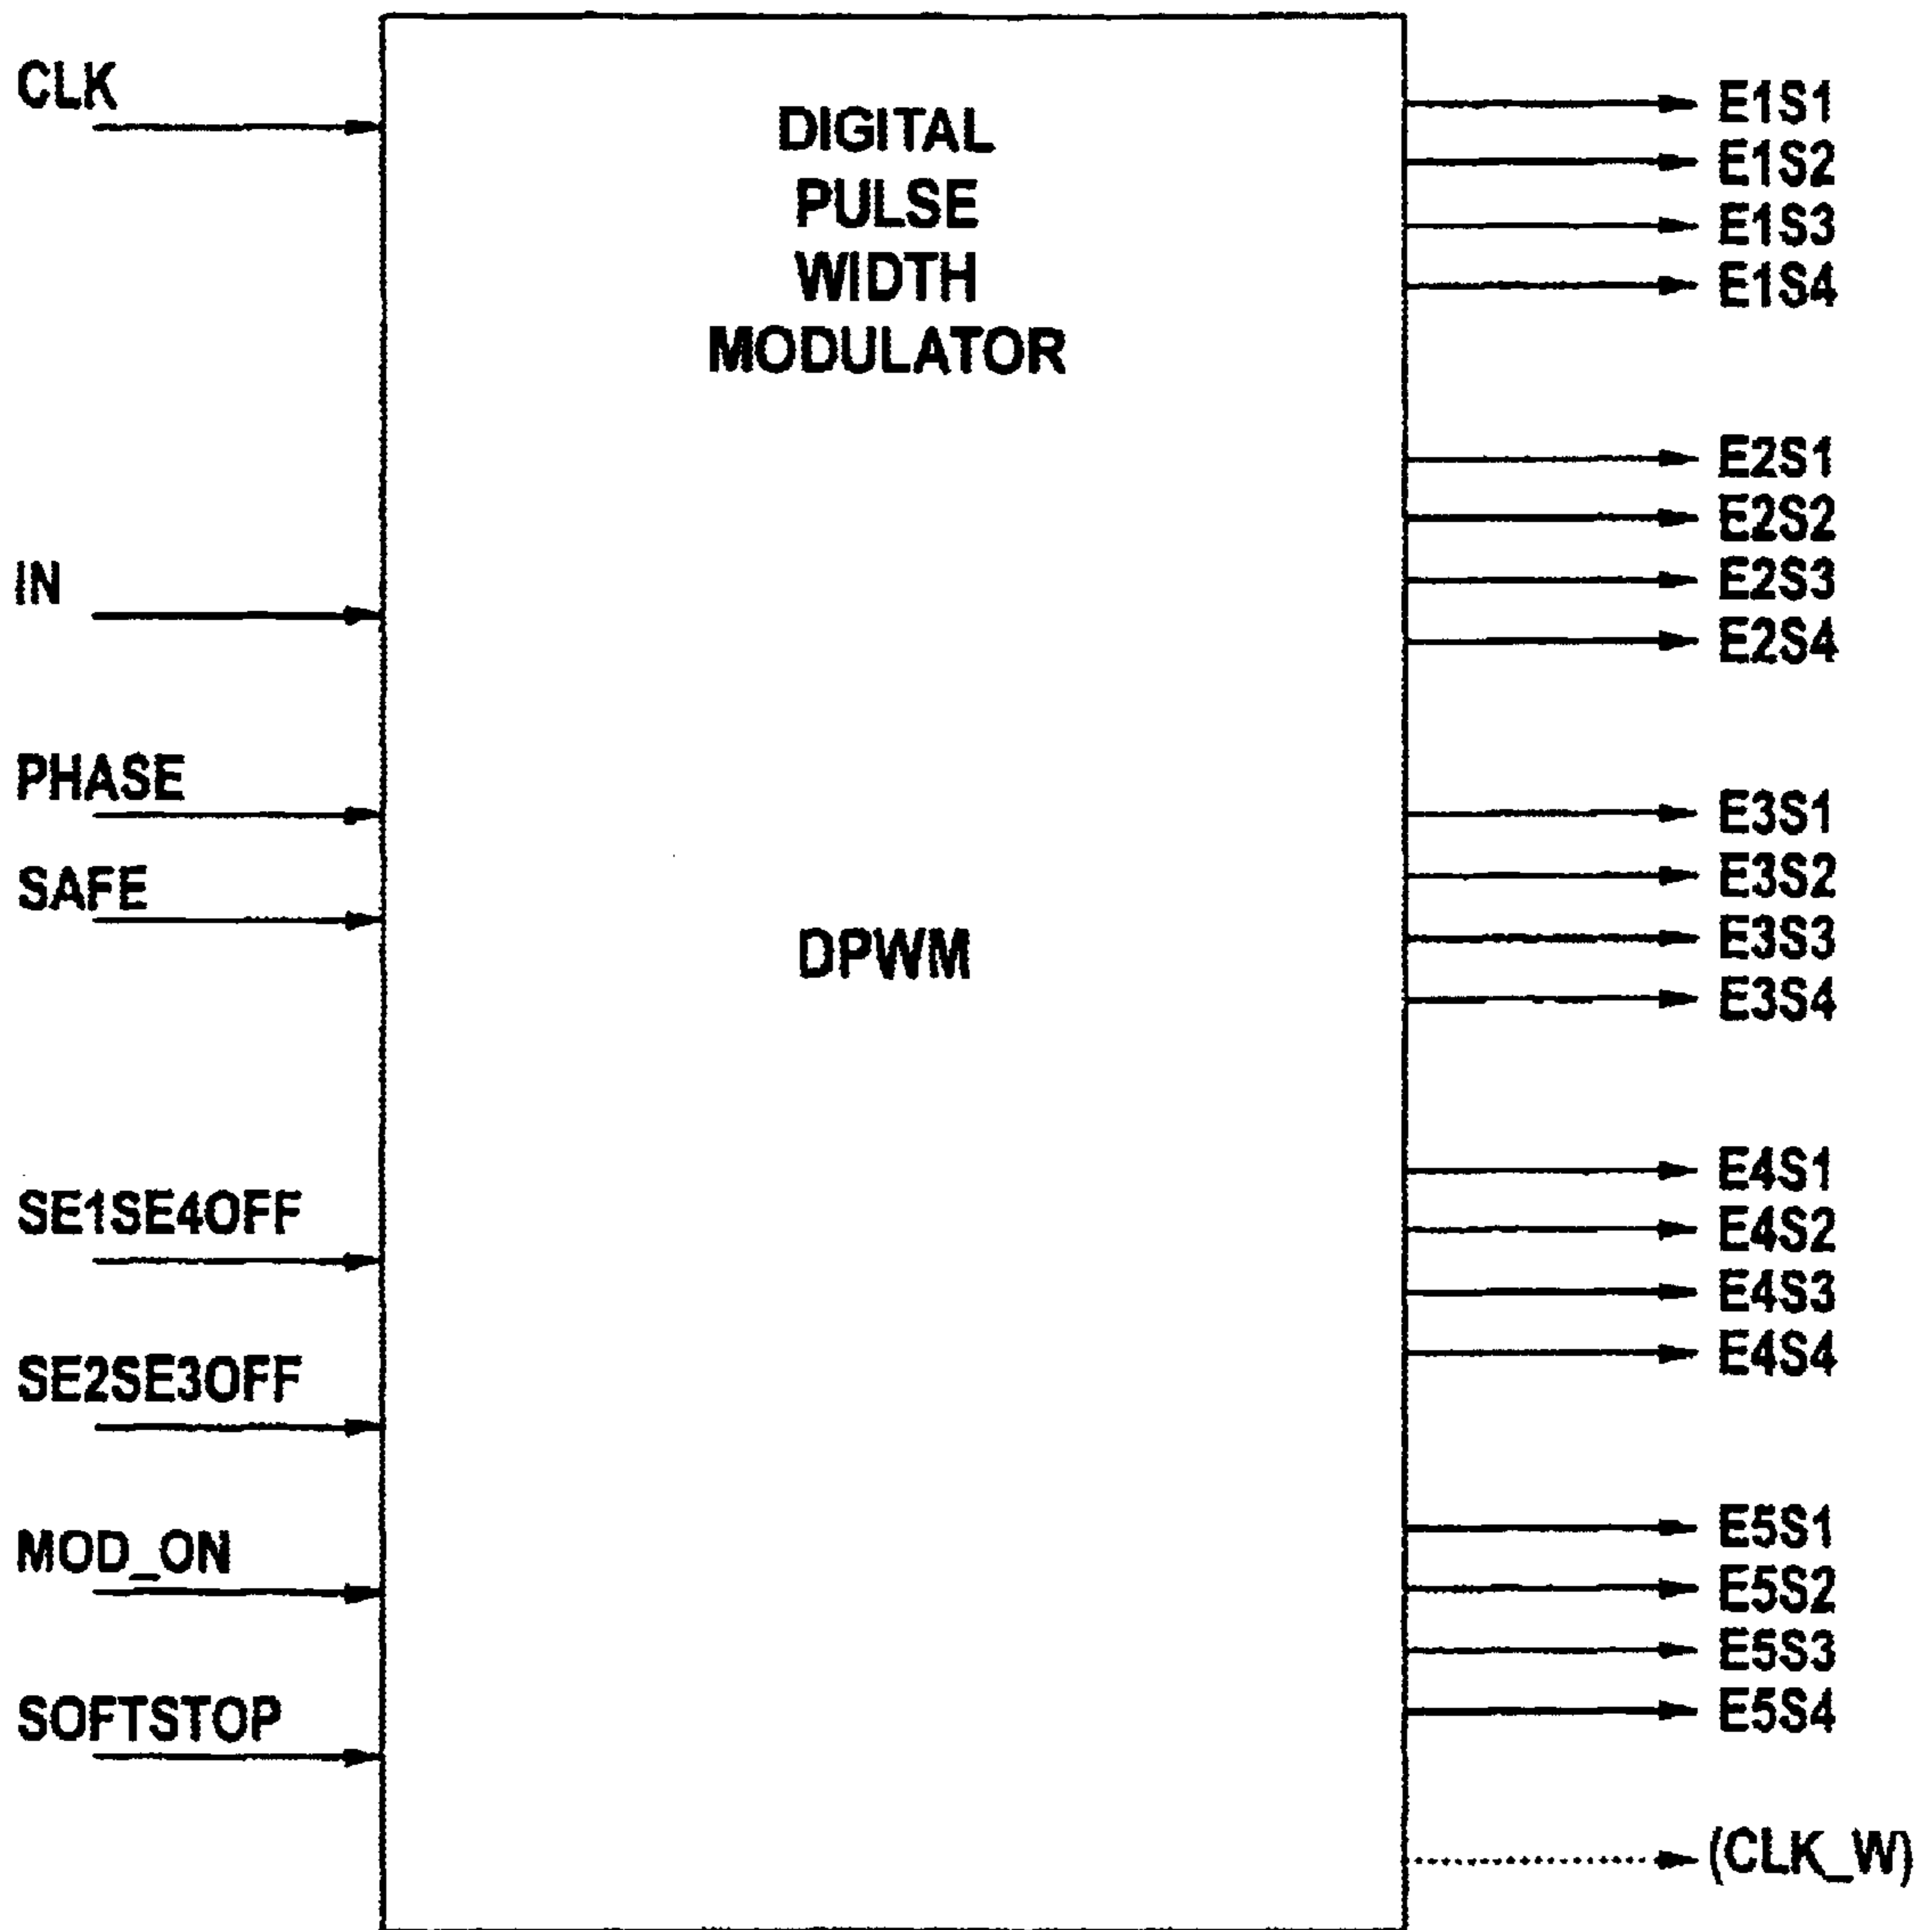 CLK
IN
PHASE
SAFE
SE1SE4OFF
SE2SE3OFF
MOD_ON
SOFTSTOP
DIGITAL
PULSE
WIDTH
MODULATOR
DPWM
E1S1
E1S2
E1S3
E1S4
E2S1
E2S2
E2S3
E2S4
E3S1
E3S2
E3S3
E3S4
E4S1
E4S2
E4S3
E4S4
E5S1
E5S2
E5S3
E5S4
(CLK_W)